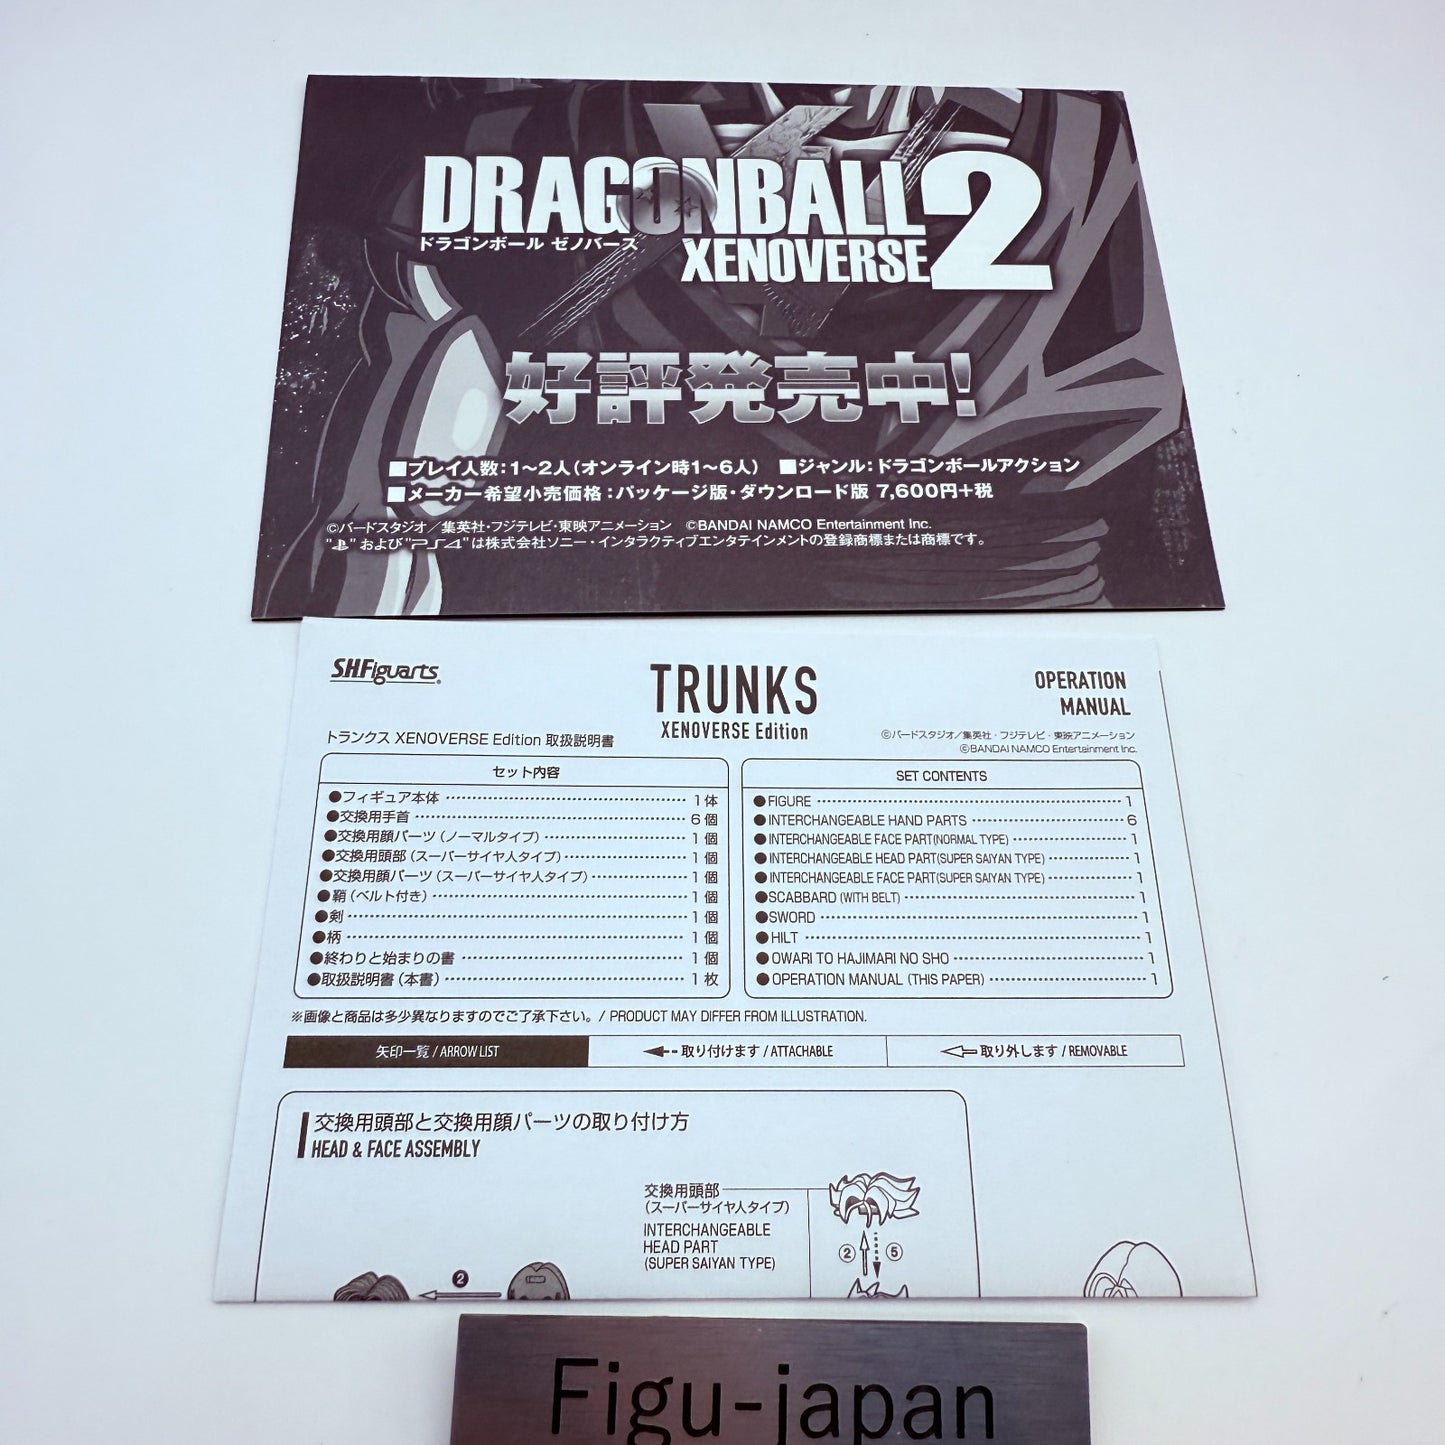 DRAGONBALL
ドラゴンボール ゼノバース
XENOVERSE 2
好評発売中!
■プレイ人数：1～2人（オンライン時1～6人） ■ジャンル：ドラゴンボールアクション
■メーカー希望小売価格：パッケージ版・ダウンロード版 7,600円＋税
©バードスタジオ／集英社・フジテレビ・東映アニメーション ©BANDAI NAMCO Entertainment Inc.
" "および"PS4"は株式会社ソニー・インタラクティブエンタテインメントの登録商標または商標です。
S.H.Figuarts®
TRUNKS
XENOVERSE Edition
OPERATION
MANUAL
トランクス XENOVERSE Edition 取扱説明書
©バードスタジオ／集英社・フジテレビ・東映アニメーション
©BANDAI NAMCO Entertainment Inc.
セット内容
●フィギュア本体 1体
●交換用手首 6個
●交換用顔パーツ（ノーマルタイプ） 1個
●交換用頭部（スーパーサイヤ人タイプ） 1個
●交換用顔パーツ（スーパーサイヤ人タイプ） 1個
●鞘（ベルト付き） 1個
●剣 1個
●柄 1個
●終わりと始まりの書 1個
●取扱説明書（本書） 1枚
SET CONTENTS
●FIGURE 1
●INTERCHANGEABLE HAND PARTS 6
●INTERCHANGEABLE FACE PART(NORMAL TYPE) 1
●INTERCHANGEABLE HEAD PART(SUPER SAIYAN TYPE) 1
●INTERCHANGEABLE FACE PART(SUPER SAIYAN TYPE) 1
●SCABBARD (WITH BELT) 1
●SWORD 1
●HILT 1
●OWARI TO HAJIMARI NO SHO 1
●OPERATION MANUAL (THIS PAPER) 1
※画像と商品は多少異なりますのでご了承下さい。/ PRODUCT MAY DIFFER FROM ILLUSTRATION.
矢印一覧 / ARROW LIST
取り付けます / ATTACHABLE
取り外します / REMOVABLE
交換用頭部と交換用顔パーツの取り付け方
HEAD & FACE ASSEMBLY
交換用頭部
（スーパーサイヤ人タイプ）
INTERCHANGEABLE
HEAD PART
(SUPER SAIYAN TYPE)
② ⑤
❷
Figu-japan